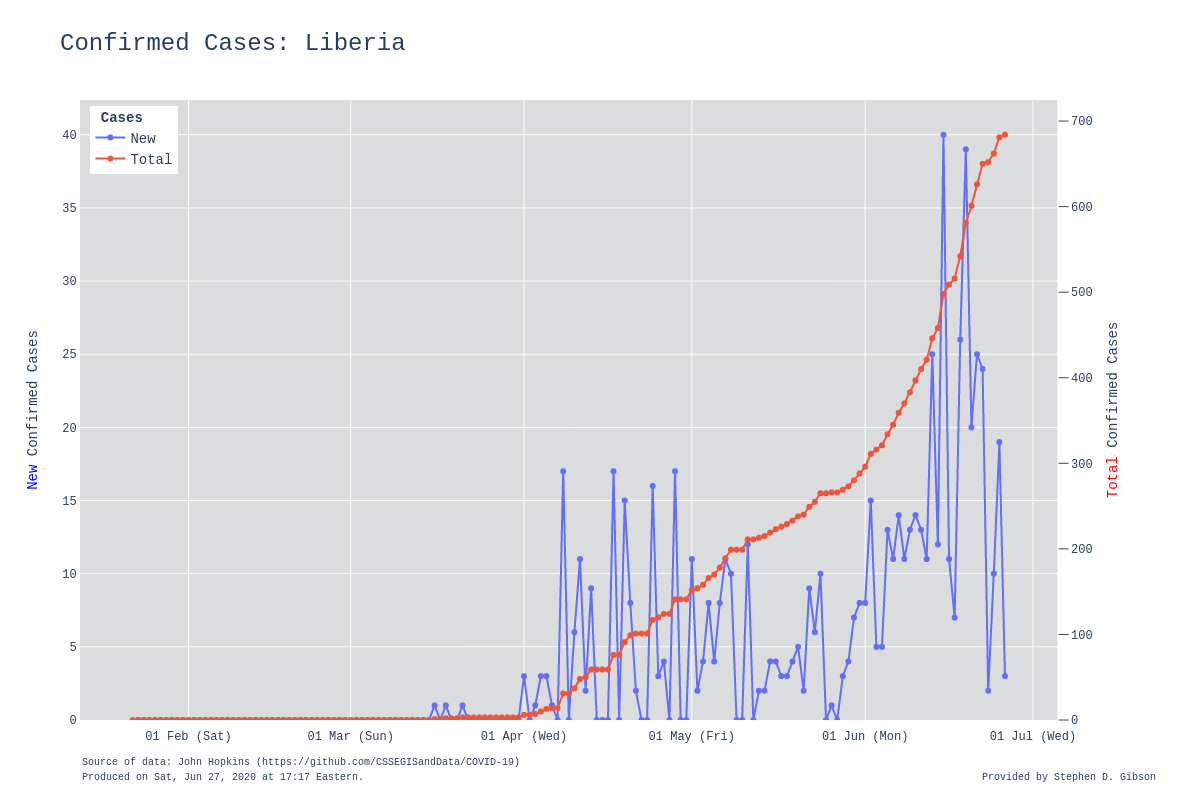 Confirmed Cases: Liberia
Cases
New
Total
40
35
30
25
20
15
10
5
0
700
600
500
400
300
200
100
0
New Confirmed Cases
Total Confirmed Cases
01 Feb (Sat) 01 Mar (Sun) 01 Apr (Wed) 01 May (Fri) 01 Jun (Mon) 01 Jul (Wed)
Source of data: John Hopkins (https://github.com/CSSEGISandData/COVID-19)
Produced on Sat, Jun 27, 2020 at 17:17 Eastern.
Provided by Stephen D. Gibson